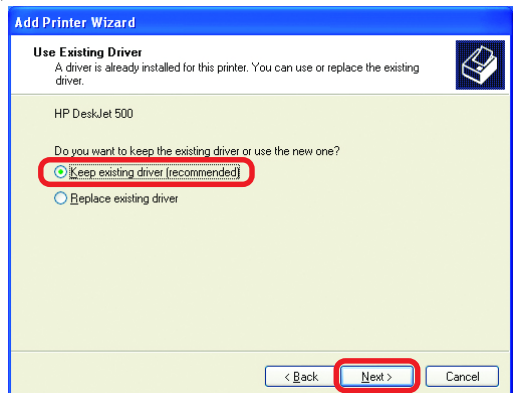 Add Printer Wizard
Use Existing Driver
A driver is already installed for this printer. You can use or replace the existing
driver.
HP DeskJet 500
Do you want to keep the existing driver or use the new one?
Keep existing driver (recommended)
Replace existing driver
< Back Next > Cancel